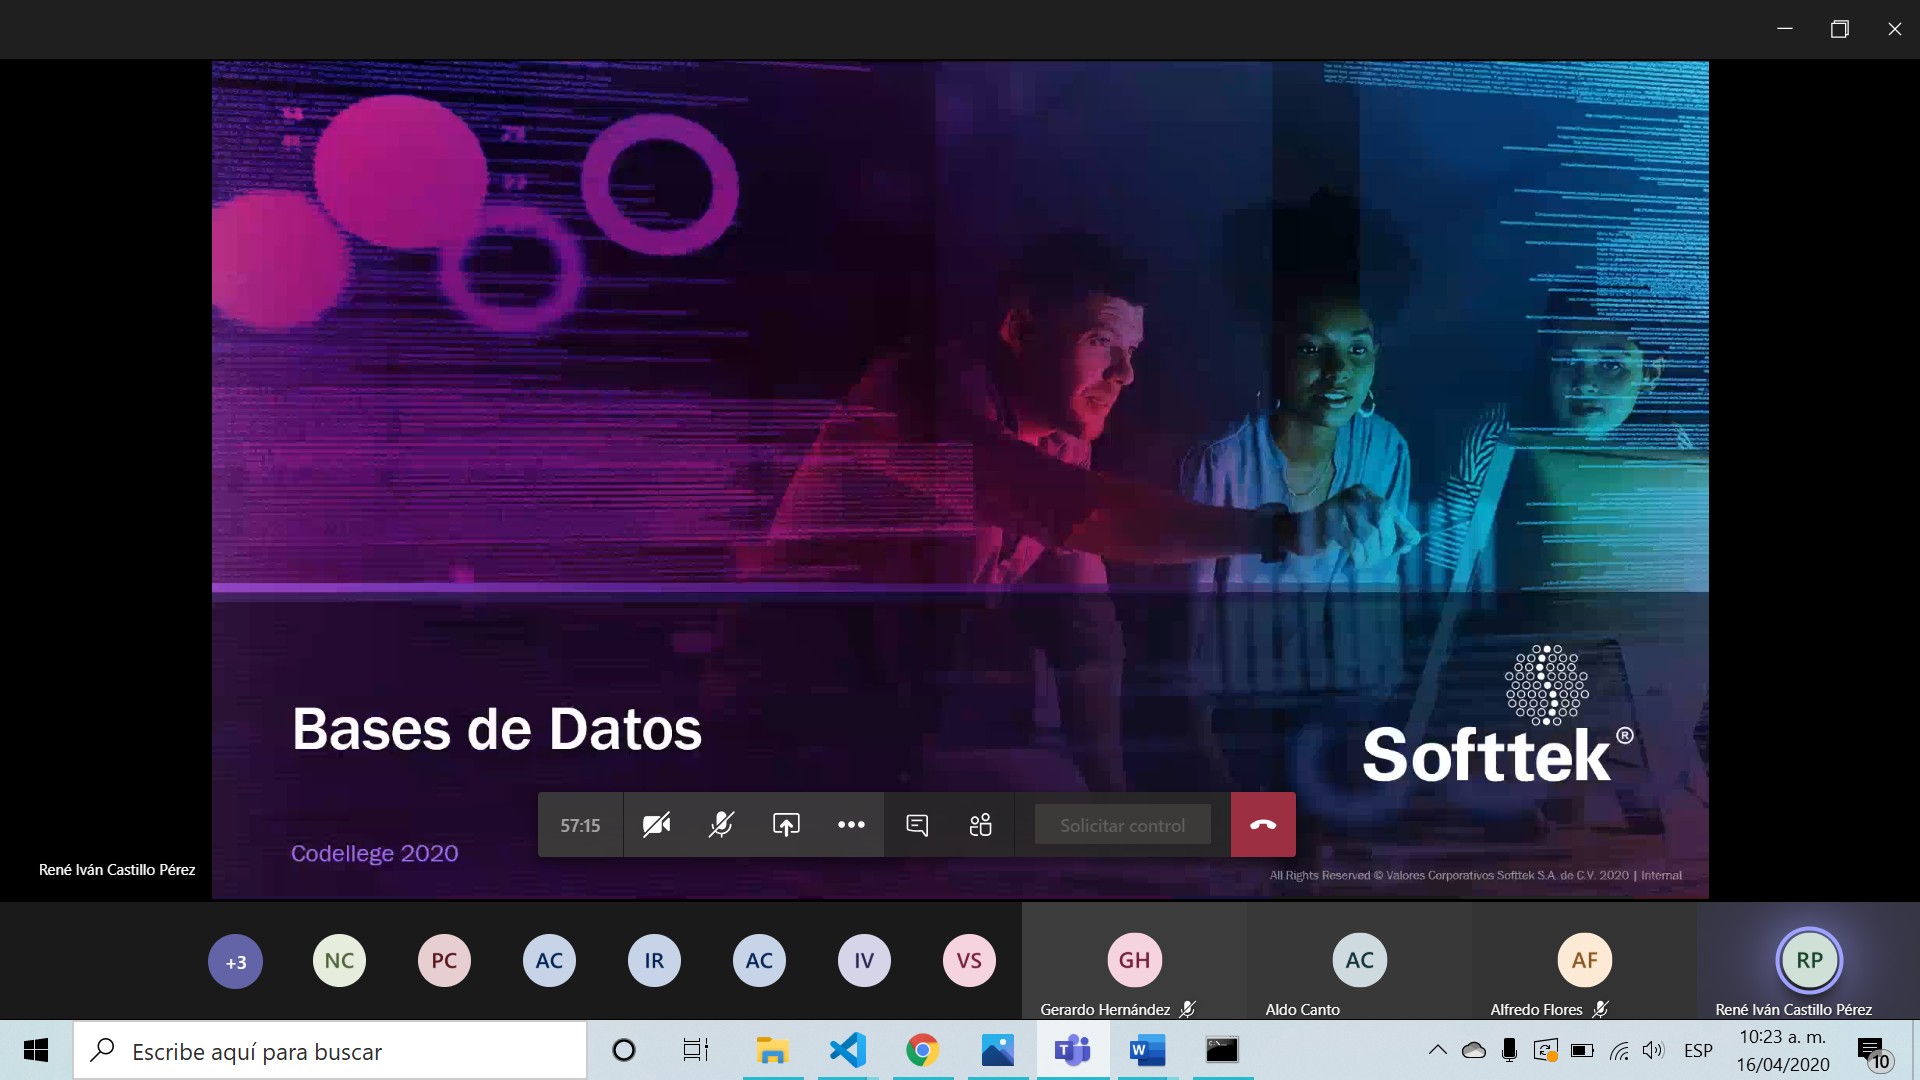 Bases de Datos
Softtek®
57:15
Solicitar control
Codellege 2020
René Iván Castillo Pérez
All Rights Reserved © Valores Corporativos Softtek S.A. de C.V. 2020 | Internal
+3
NC
PC
AC
IR
AC
IV
VS
GH
AC
AF
RP
Gerardo Hernández
Aldo Canto
Alfredo Flores
René Iván Castillo Pérez
Escribe aquí para buscar
ESP
10:23 a. m.
16/04/2020
10